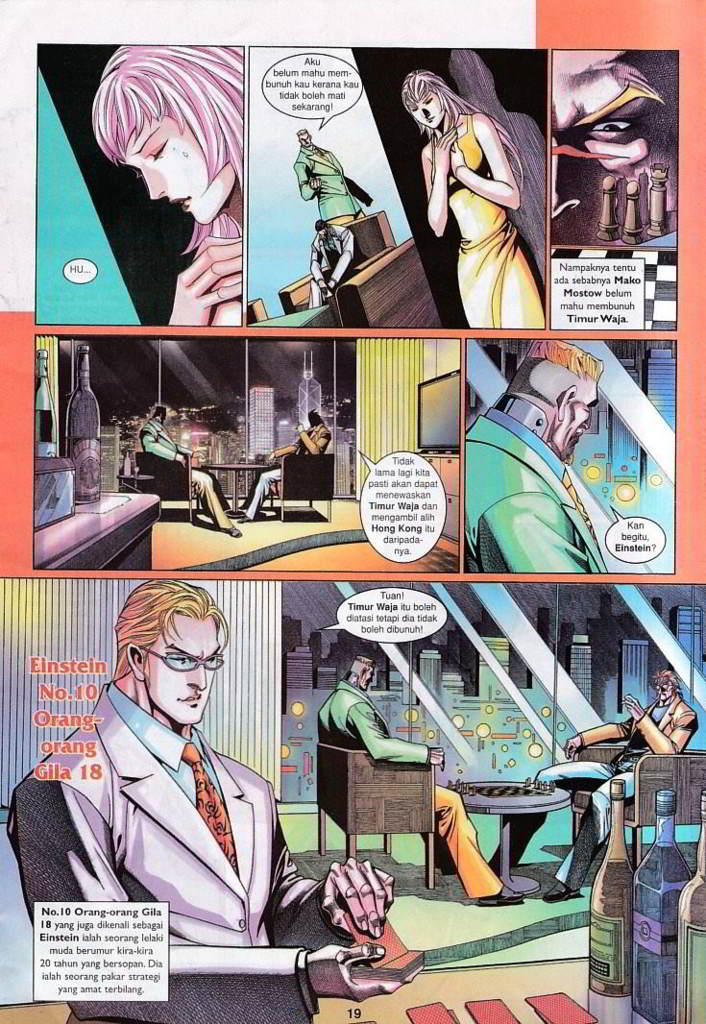 HU...
Aku
belum mahu mem-
bunuh kau kerana kau
tidak boleh mati
sekarang!
Nampaknya tentu
ada sebabnya Mako
Mostow belum
mahu membunuh
Timur Waja.
Tidak
lama lagi kita
pasti akan dapat
menewaskan
Timur Waja dan
mengambil alih
Hong Kong itu
daripada-
nya.
Kan
begitu,
Einstein?
Tuan!
Timur Waja itu boleh
diatasi tetapi dia tidak
boleh dibunuh!
Einstein
No.10
Orang-
orang
Gila 18
No.10 Orang-orang Gila
18 yang juga dikenali sebagai
Einstein ialah seorang lelaki
muda berumur kira-kira
20 tahun yang bersopan. Dia
ialah seorang pakar strategi
yang amat terbilang.
19